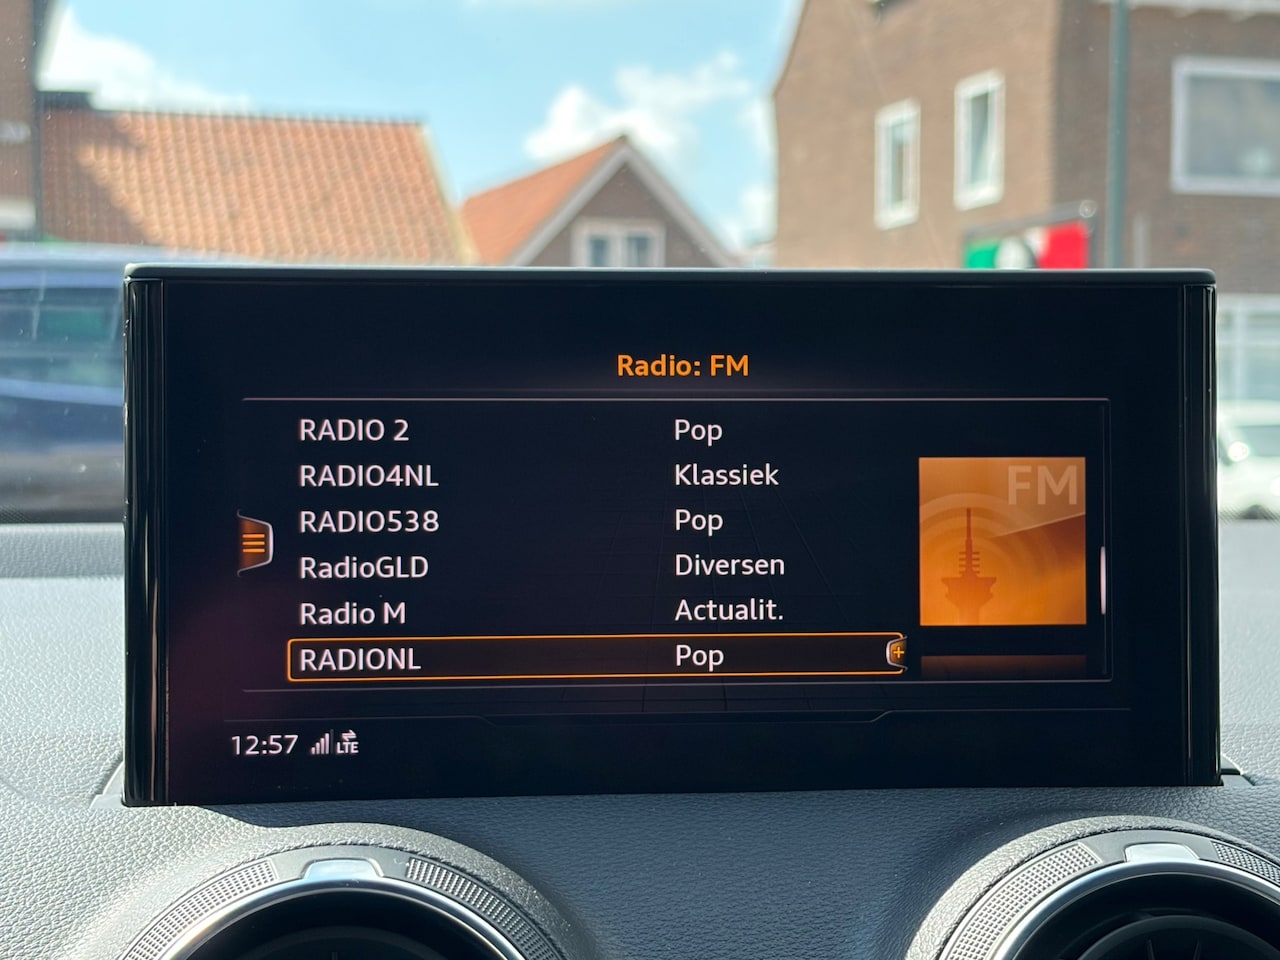 Radio: FM
RADIO 2 Pop
RADIO4NL Klassiek
RADIO538 Pop
RadioGLD Diversen
Radio M Actualit.
RADIONL Pop
FM
12:57 LTE